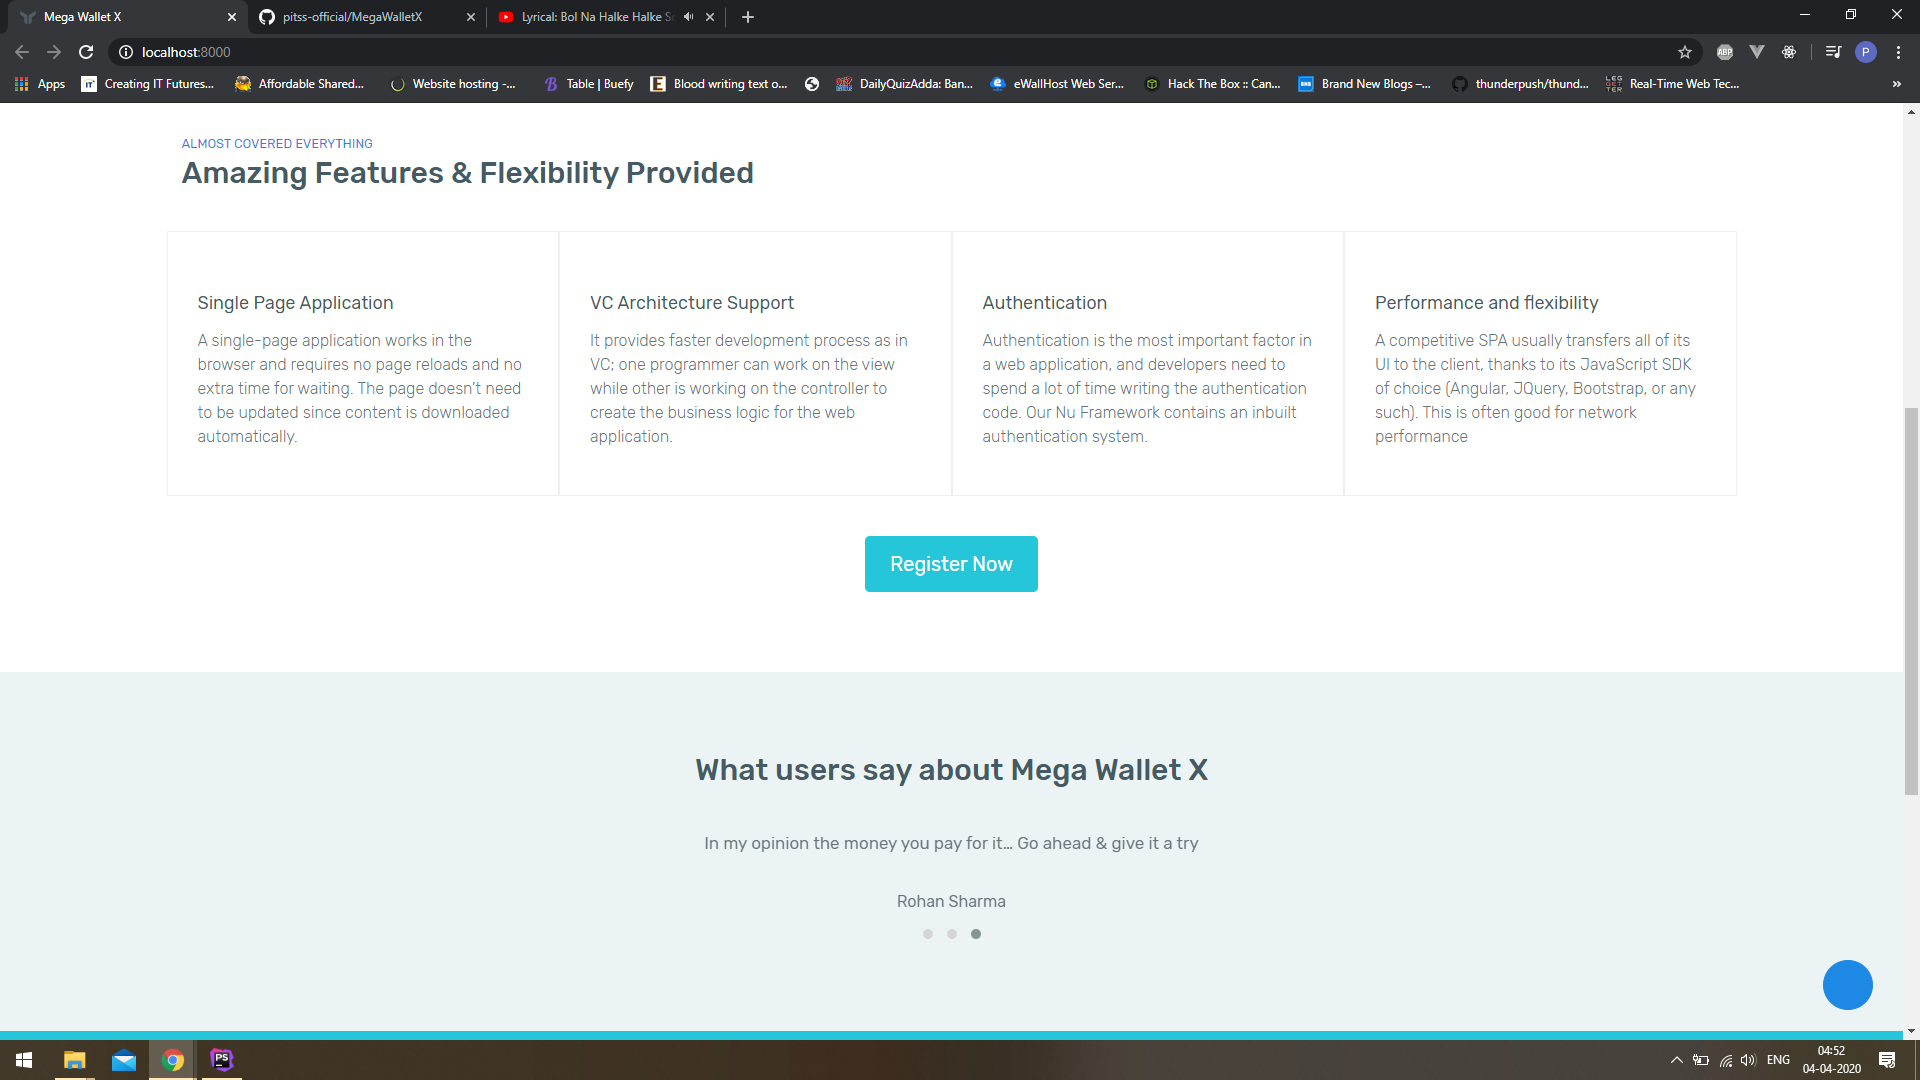 Mega Wallet X
pitss-official/MegaWalletX
Lyrical: Bol Na Halke Halke
localhost:8000
ABP
P
Apps
Creating IT Futures...
Affordable Shared...
Website hosting -...
Table | Buefy
Blood writing text o...
DailyQuizAdda: Ban...
eWallHost Web Ser...
Hack The Box :: Can...
Brand New Blogs –...
thunderpush/thund...
Real-Time Web Tec...
»
ALMOST COVERED EVERYTHING
Amazing Features & Flexibility Provided
Single Page Application
A single-page application works in the
browser and requires no page reloads and no
extra time for waiting. The page doesn't need
to be updated since content is downloaded
automatically.
VC Architecture Support
It provides faster development process as in
VC; one programmer can work on the view
while other is working on the controller to
create the business logic for the web
application.
Authentication
Authentication is the most important factor in
a web application, and developers need to
spend a lot of time writing the authentication
code. Our Nu Framework contains an inbuilt
authentication system.
Performance and flexibility
A competitive SPA usually transfers all of its
UI to the client, thanks to its JavaScript SDK
of choice (Angular, JQuery, Bootstrap, or any
such). This is often good for network
performance
Register Now
What users say about Mega Wallet X
In my opinion the money you pay for it... Go ahead & give it a try
Rohan Sharma
PS
ENG
04:52
04-04-2020